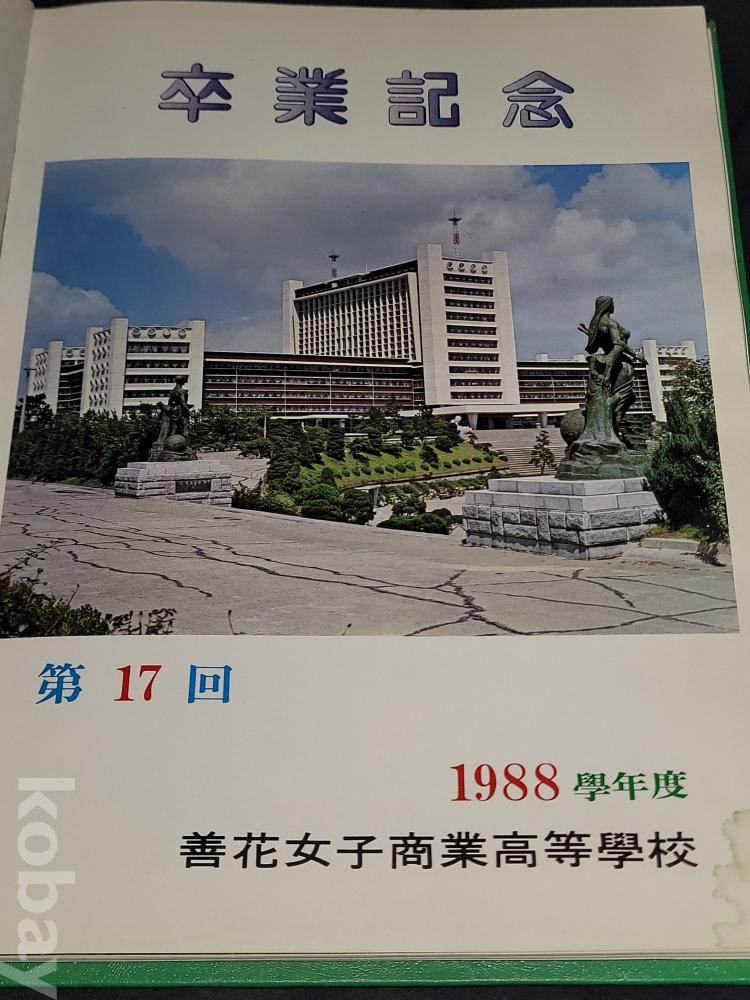 卒業記念
第 17 回
1988 學年度
善花女子商業高等學校
kobay